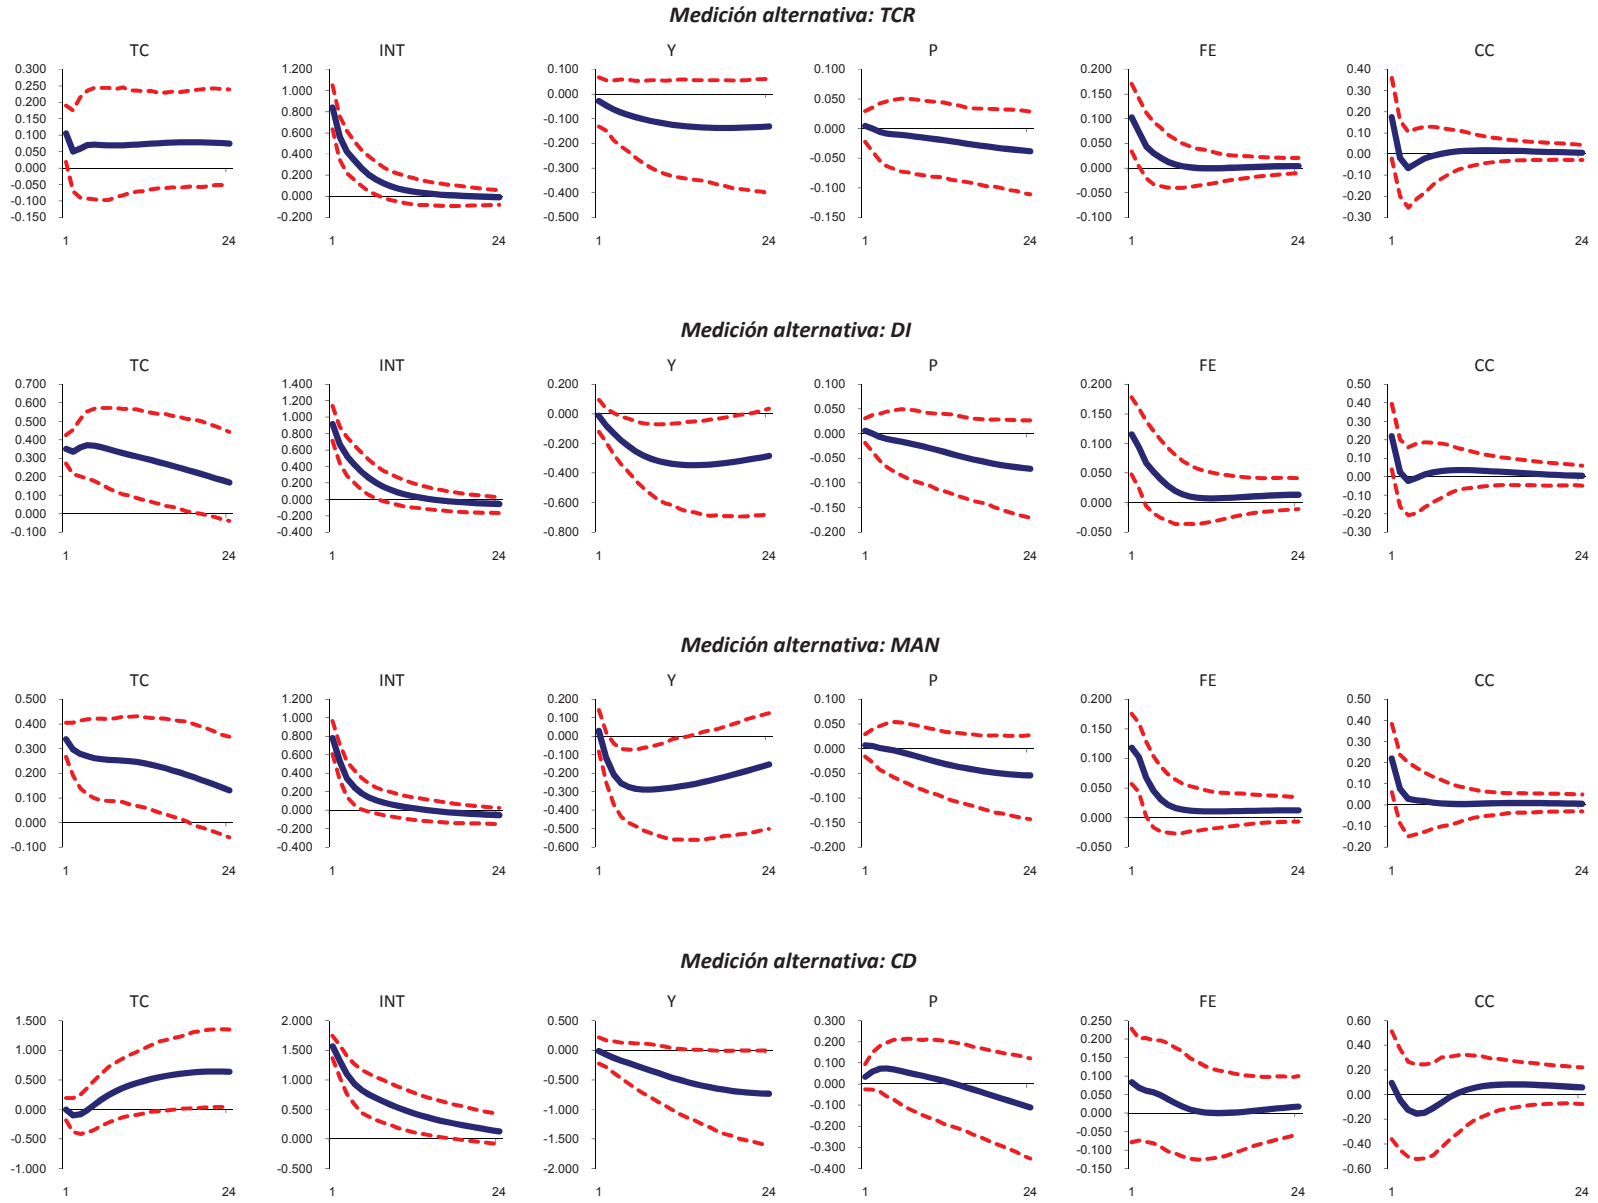 Medición alternativa: TCR
TC INT Y P FE CC
0.300 1.200 0.100 0.100 0.200 0.40
0.250 1.000 0.000 0.050 0.150 0.30
0.200 0.800 -0.100 0.000 0.100 0.20
0.150 0.600 -0.200 -0.050 0.050 0.10
0.100 0.400 -0.300 -0.100 0.000 0.00
0.050 0.200 -0.400 -0.150 -0.050 -0.10
0.000 0.000 -0.500 -0.100 -0.20
-0.050 -0.200 -0.30
-0.100
-0.150
1 24 1 24 1 24 1 24 1 24 1 24
Medición alternativa: DI
TC INT Y P FE CC
0.700 1.400 0.200 0.100 0.200 0.50
0.600 1.200 0.000 0.050 0.150 0.40
0.500 1.000 -0.200 0.000 0.100 0.30
0.400 0.800 -0.400 -0.050 0.050 0.20
0.300 0.600 -0.600 -0.100 0.000 0.10
0.200 0.400 -0.800 -0.150 -0.050 0.00
0.100 0.200 -0.200 -0.10
0.000 0.000 -0.20
-0.100 -0.200 -0.30
-0.400
1 24 1 24 1 24 1 24 1 24 1 24
Medición alternativa: MAN
TC INT Y P FE CC
0.500 1.200 0.200 0.100 0.200 0.50
0.400 1.000 0.100 0.050 0.150 0.40
0.300 0.800 0.000 0.000 0.100 0.30
0.200 0.600 -0.100 -0.050 0.050 0.20
0.100 0.400 -0.200 -0.100 0.000 0.10
0.000 0.200 -0.300 -0.150 -0.050 0.00
-0.100 0.000 -0.400 -0.200 -0.10
-0.200 -0.500 -0.20
-0.400 -0.600
1 24 1 24 1 24 1 24 1 24 1 24
Medición alternativa: CD
TC INT Y P FE CC
1.500 2.000 0.500 0.300 0.250 0.60
1.000 1.500 0.000 0.200 0.200 0.40
0.500 1.000 -0.500 0.100 0.150 0.20
0.000 0.500 -1.000 0.000 0.100 0.00
-0.500 0.000 -1.500 -0.100 0.050 -0.20
-1.000 -0.500 -2.000 -0.200 0.000 -0.40
-0.300 -0.050 -0.60
-0.400 -0.100
-0.150
1 24 1 24 1 24 1 24 1 24 1 24